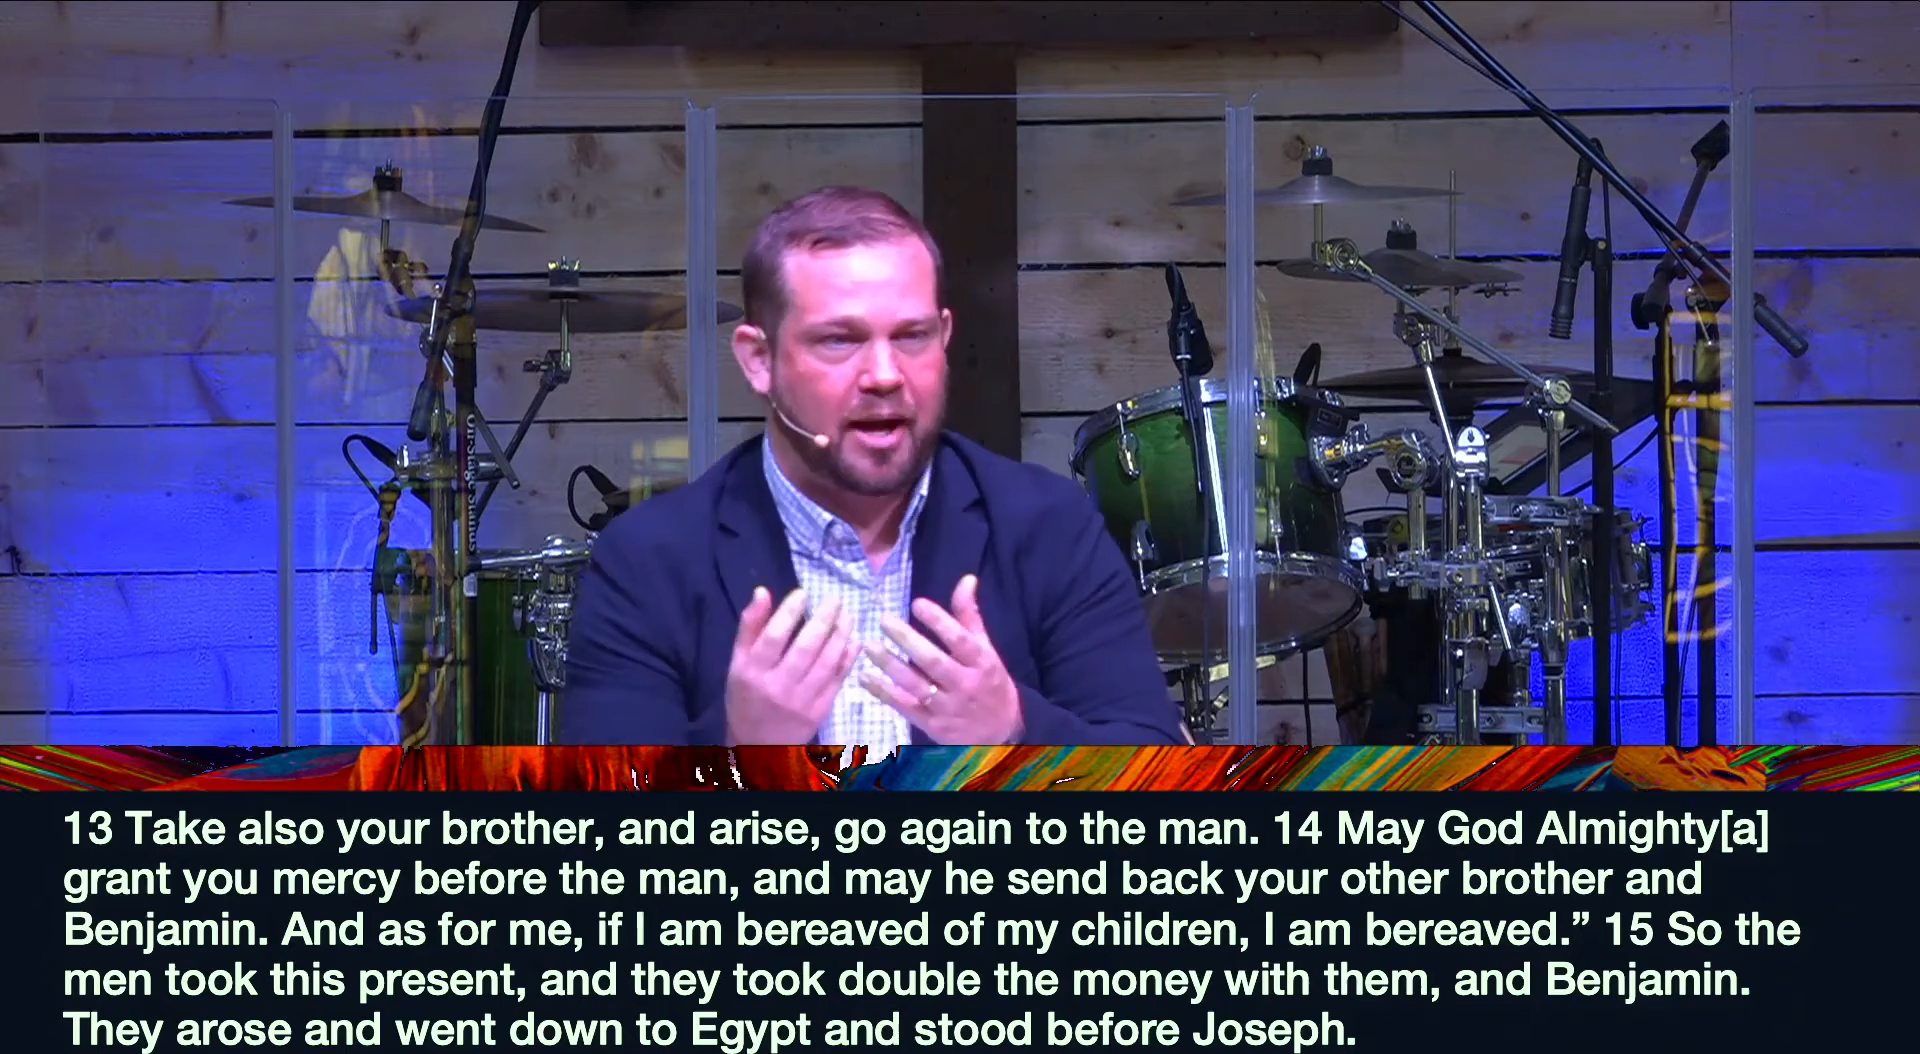 13 Take also your brother, and arise, go again to the man. 14 May God Almighty[a]
grant you mercy before the man, and may he send back your other brother and
Benjamin. And as for me, if I am bereaved of my children, I am bereaved.” 15 So the
men took this present, and they took double the money with them, and Benjamin.
They arose and went down to Egypt and stood before Joseph.